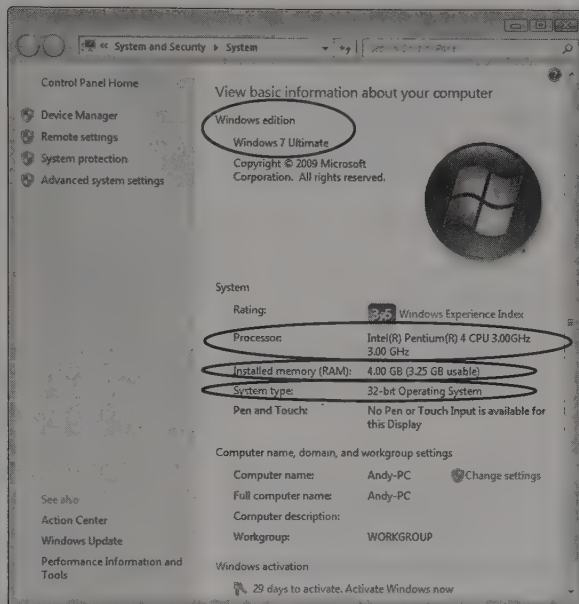 « System and Security ▸ System
Control Panel Home
Device Manager
Remote settings
System protection
Advanced system settings
See also
Action Center
Windows Update
Performance Information and
Tools
View basic information about your computer
Windows edition
Windows 7 Ultimate
Copyright © 2009 Microsoft
Corporation. All rights reserved.
System
Rating:
3,5 Windows Experience Index
Processor:
Intel(R) Pentium(R) 4 CPU 3.00GHz
3.00 GHz
Installed memory (RAM):
4.00 GB (3.25 GB usable)
System type:
32-bit Operating System
Pen and Touch:
No Pen or Touch Input is available for
this Display
Computer name, domain, and workgroup settings
Computer name:
Andy-PC
Change settings
Full computer name:
Andy-PC
Computer description:
Workgroup:
WORKGROUP
Windows activation
29 days to activate. Activate Windows now